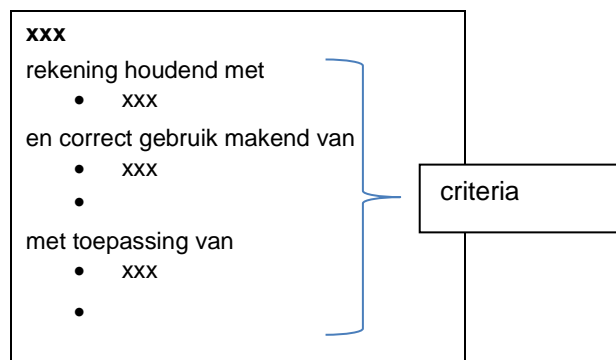 xxx
rekening houdend met
• xxx
en correct gebruik makend van
• xxx
•
met toepassing van
• xxx
•
criteria